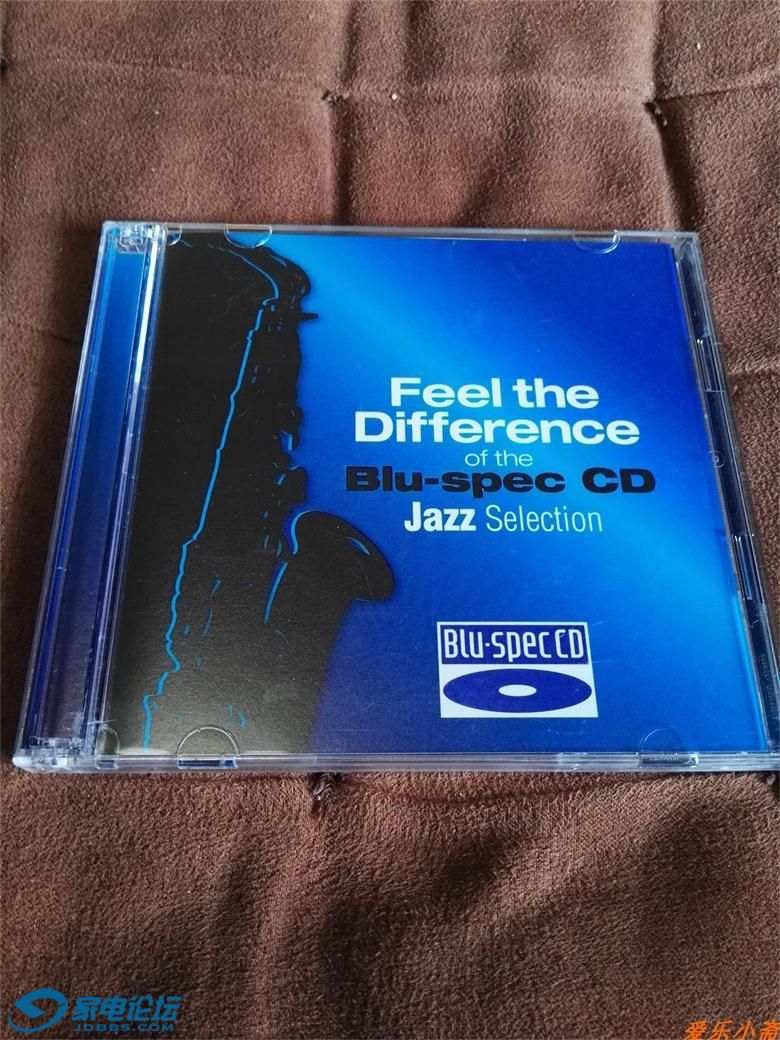 Feel the
Difference
of the
Blu-spec CD
Jazz Selection
Blu-spec CD
家电论坛
JDBBS.COM
爱乐小斋